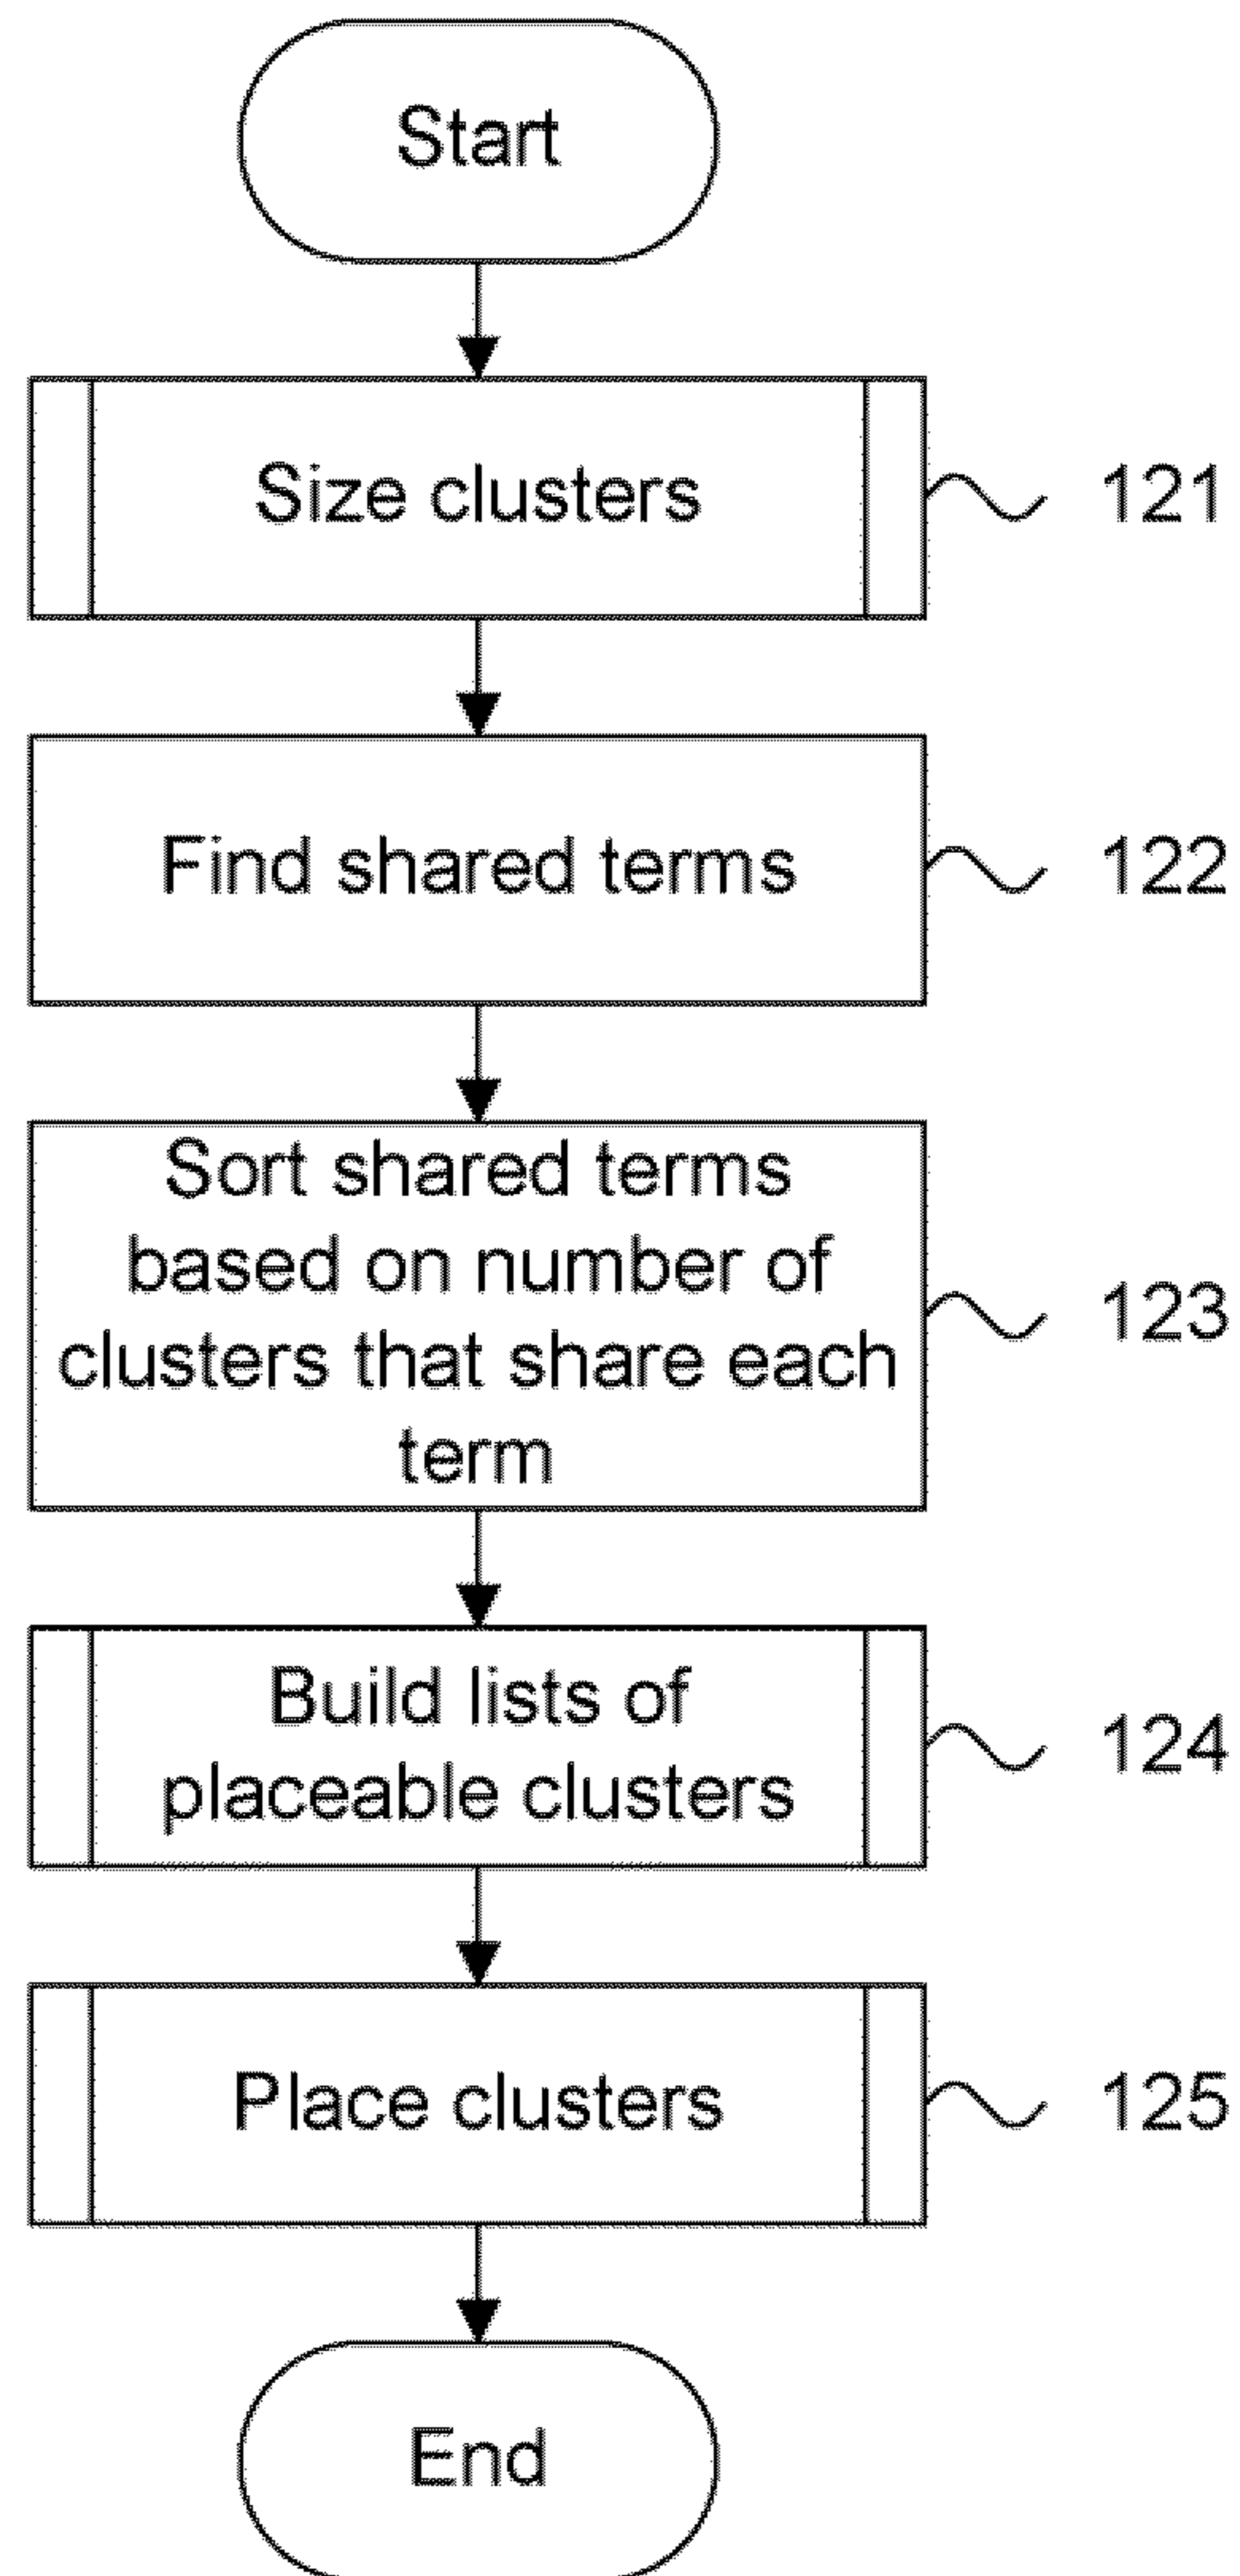 Start
Size clusters
121
Find shared terms
122
Sort shared terms
based on number of
clusters that share each
term
123
Build lists of
placeable clusters
124
Place clusters
125
End